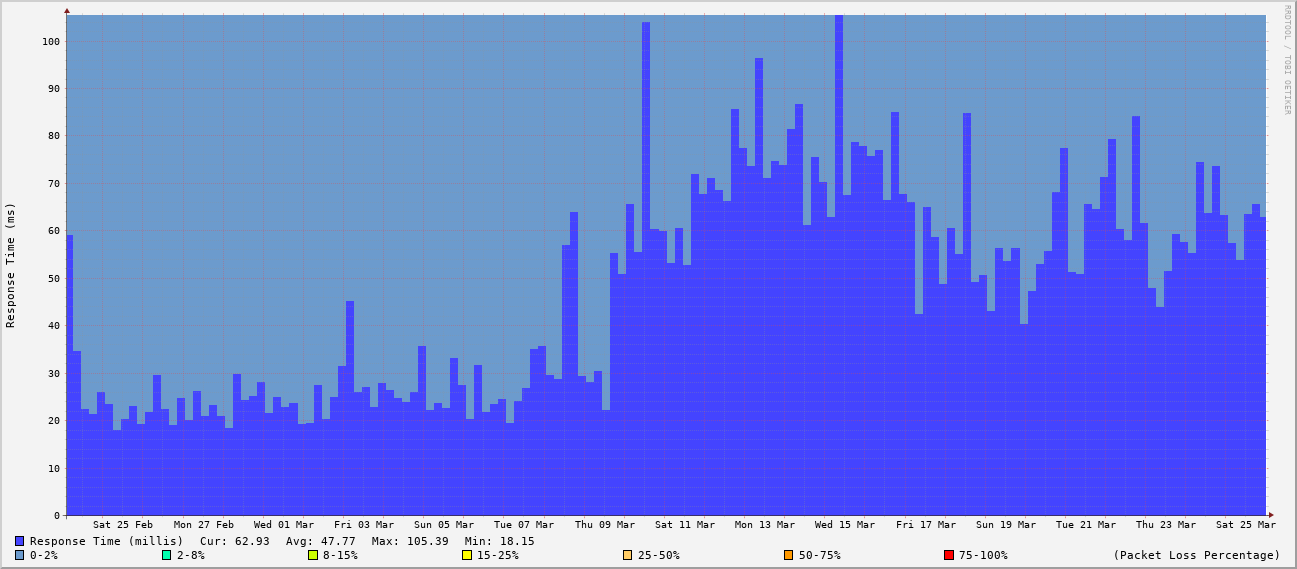 RRDTOOL / TOBI OETIKER
Response Time (ms)
100
90
80
70
60
50
40
30
20
10
0
Sat 25 Feb Mon 27 Feb Wed 01 Mar Fri 03 Mar Sun 05 Mar Tue 07 Mar Thu 09 Mar Sat 11 Mar Mon 13 Mar Wed 15 Mar Fri 17 Mar Sun 19 Mar Tue 21 Mar Thu 23 Mar Sat 25 Mar
Response Time (millis) Cur: 62.93 Avg: 47.77 Max: 105.39 Min: 18.15
0-2% 2-8% 8-15% 15-25% 25-50% 50-75% 75-100% (Packet Loss Percentage)